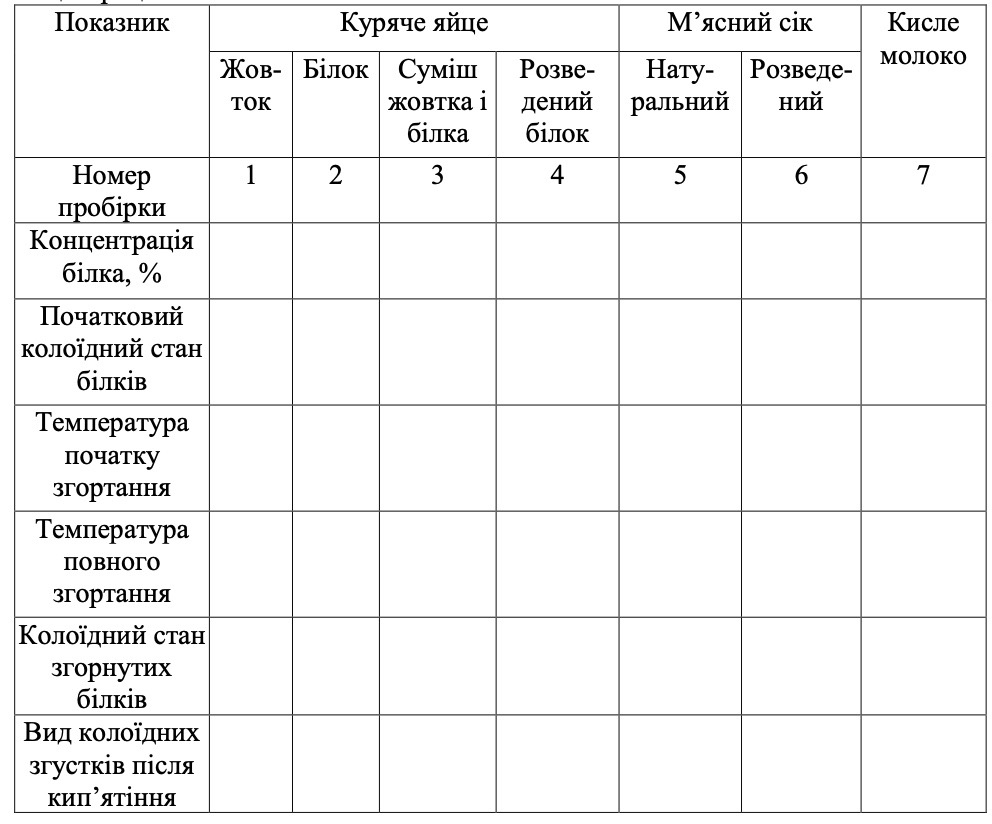 Показник
Куряче яйце
М’ясний сік
Кисле
молоко
Жов-
ток
Білок
Суміш
жовтка і
білка
Розве-
дений
білок
Нату-
ральний
Розведе-
ний
Номер
пробірки
1
2
3
4
5
6
7
Концентрація
білка, %
Початковий
колоїдний стан
білків
Температура
початку
згортання
Температура
повного
згортання
Колоїдний стан
згорнутих
білків
Вид колоїдних
згустків після
кип’ятіння